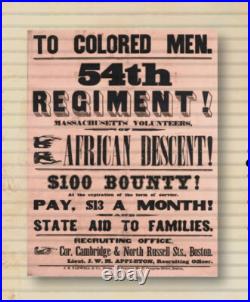 TO COLORED MEN.
54th
REGIMENT!
MASSACHUSETTS VOLUNTEERS,
OF
AFRICAN DESCENT!
$100 BOUNTY!
At the expiration of the term of service.
PAY, $13 A MONTH!
AND
STATE AID TO FAMILIES.
RECRUITING OFFICE,
Cor. Cambridge & North Russell Sts., Boston.
Lieut. J. W. M. APPLETON, Recruiting Officer.